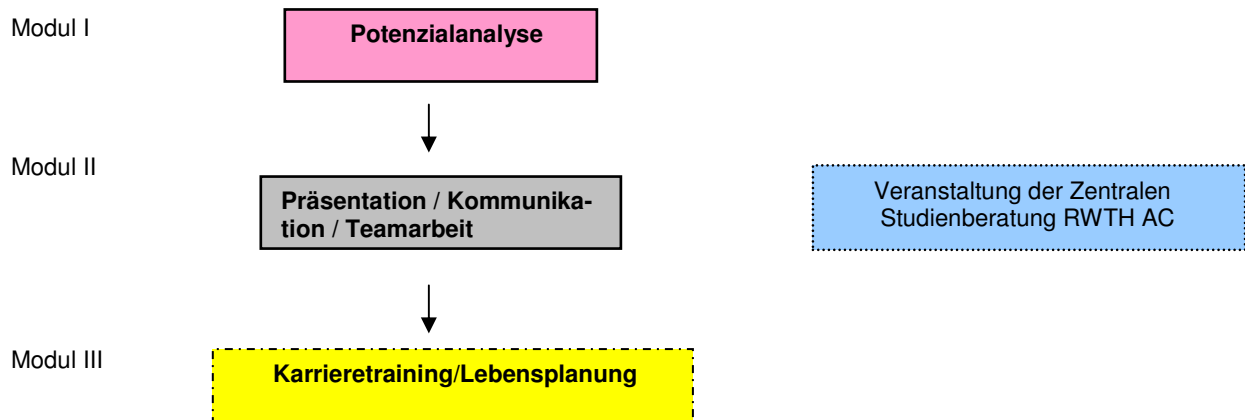 Modul I
Potenzialanalyse
Modul II
Präsentation / Kommunika-
tion / Teamarbeit
Veranstaltung der Zentralen
Studienberatung RWTH AC
Modul III
Karrieretraining/Lebensplanung